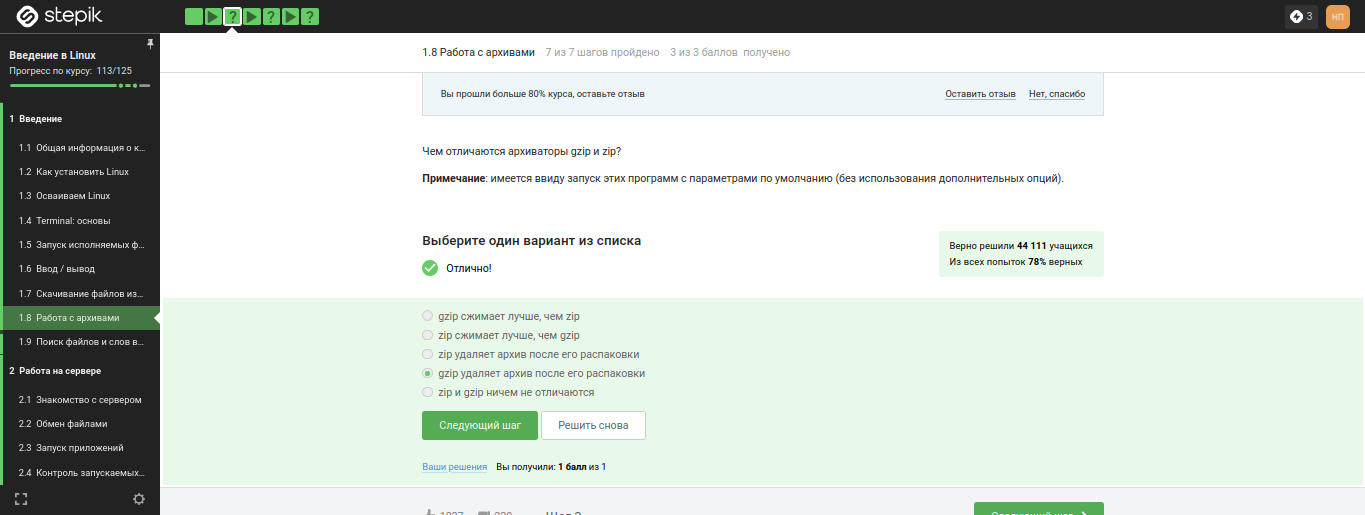 stepik
?
?
?
3
НП
Введение в Linux
Прогресс по курсу: 113/125
1 Введение
1.1 Общая информация о к...
1.2 Как установить Linux
1.3 Осваиваем Linux
1.4 Terminal: основы
1.5 Запуск исполняемых ф...
1.6 Ввод / вывод
1.7 Скачивание файлов из...
1.8 Работа с архивами
1.9 Поиск файлов и слов в...
2 Работа на сервере
2.1 Знакомство с сервером
2.2 Обмен файлами
2.3 Запуск приложений
2.4 Контроль запускаемых...
1.8 Работа с архивами 7 из 7 шагов пройдено 3 из 3 баллов получено
Вы прошли больше 80% курса, оставьте отзыв Оставить отзыв Нет, спасибо
Чем отличаются архиваторы gzip и zip?
Примечание: имеется ввиду запуск этих программ с параметрами по умолчанию (без использования дополнительных опций).
Выберите один вариант из списка
Отлично!
Верно решили 44 111 учащихся
Из всех попыток 78% верных
gzip сжимает лучше, чем zip
zip сжимает лучше, чем gzip
zip удаляет архив после его распаковки
gzip удаляет архив после его распаковки
zip и gzip ничем не отличаются
Следующий шаг Решить снова
Ваши решения Вы получили: 1 балл из 1